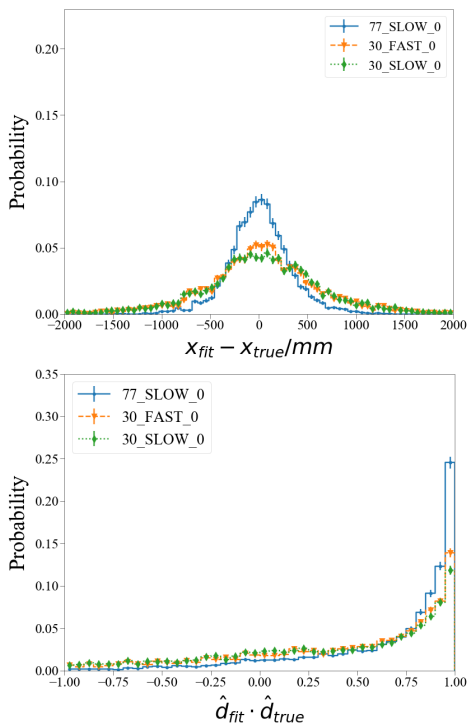 0.20
0.15
0.10
0.05
0.00
Probability
77_SLOW_0
30_FAST_0
30_SLOW_0
−2000 −1500 −1000 −500 0 500 1000 1500 2000
x_fit − x_true/mm
0.35
0.30
0.25
0.20
0.15
0.10
0.05
0.00
Probability
77_SLOW_0
30_FAST_0
30_SLOW_0
−1.00 −0.75 −0.50 −0.25 0.00 0.25 0.50 0.75 1.00
d̂_fit · d̂_true